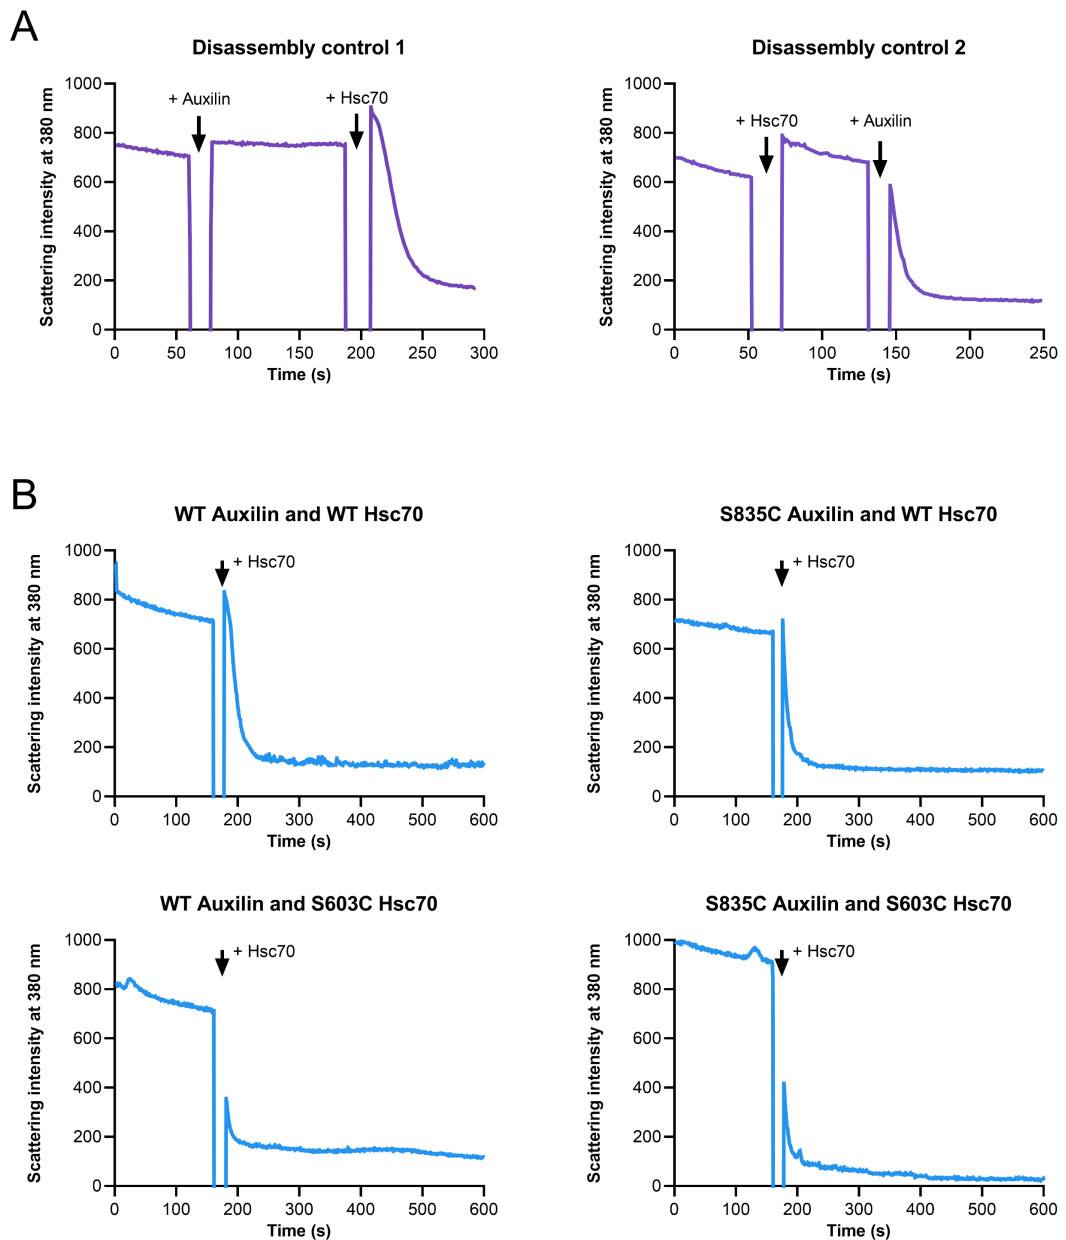 A
Disassembly control 1
Scattering intensity at 380 nm
1000
800
600
400
200
0
+ Auxilin
+ Hsc70
0 50 100 150 200 250 300
Time (s)
Disassembly control 2
Scattering intensity at 380 nm
1000
800
600
400
200
0
+ Hsc70
+ Auxilin
0 50 100 150 200 250
Time (s)
B
WT Auxilin and WT Hsc70
Scattering intensity at 380 nm
1000
800
600
400
200
0
+ Hsc70
0 100 200 300 400 500 600
Time (s)
S835C Auxilin and WT Hsc70
Scattering intensity at 380 nm
1000
800
600
400
200
0
+ Hsc70
0 100 200 300 400 500 600
Time (s)
WT Auxilin and S603C Hsc70
Scattering intensity at 380 nm
1000
800
600
400
200
0
+ Hsc70
0 100 200 300 400 500 600
Time (s)
S835C Auxilin and S603C Hsc70
Scattering intensity at 380 nm
1000
800
600
400
200
0
+ Hsc70
0 100 200 300 400 500 600
Time (s)